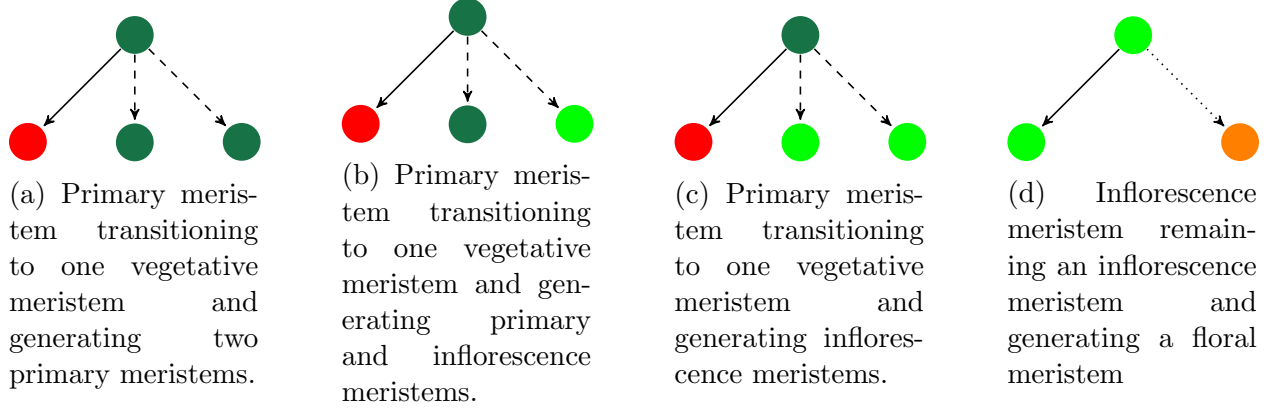 (a) Primary meris-
tem transitioning
to one vegetative
meristem and
generating two
primary meristems.
(b) Primary meris-
tem transitioning
to one vegetative
meristem and gen-
erating primary
and inflorescence
meristems.
(c) Primary meris-
tem transitioning
to one vegetative
meristem and
generating inflores-
cence meristems.
(d) Inflorescence
meristem remain-
ing an inflorescence
meristem and
generating a floral
meristem